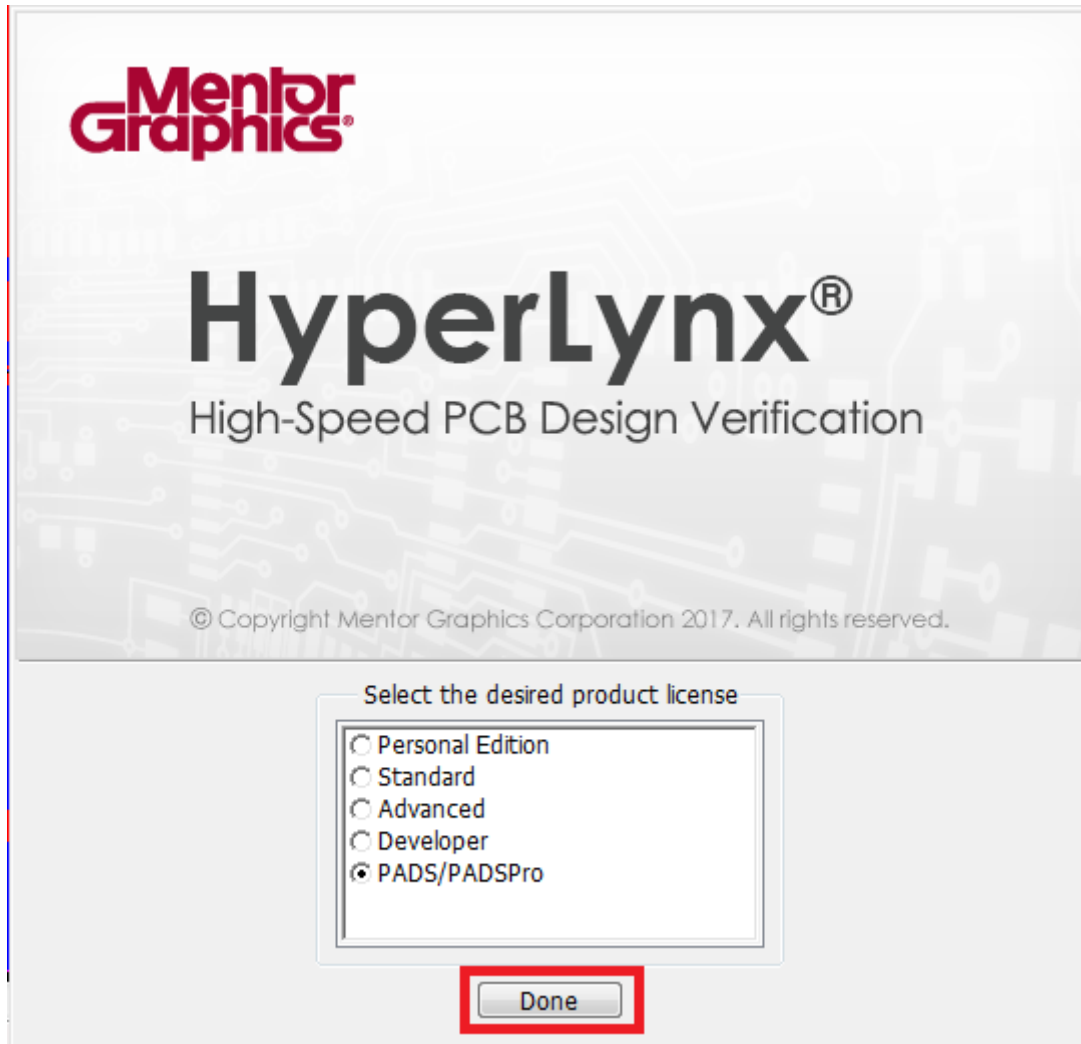 Mentor
Graphics®
HyperLynx®
High-Speed PCB Design Verification
© Copyright Mentor Graphics Corporation 2017. All rights reserved.
Select the desired product license
Personal Edition
Standard
Advanced
Developer
PADS/PADSPro
Done